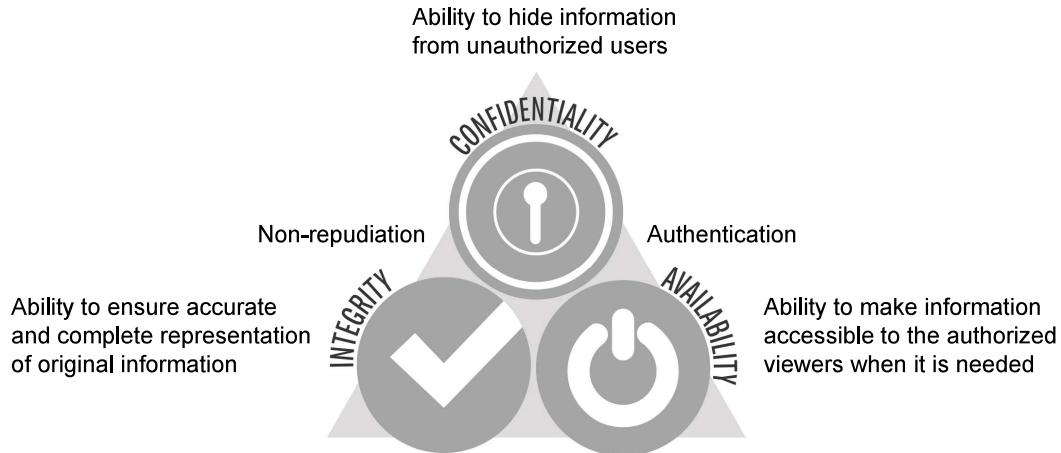 Ability to hide information
from unauthorized users
CONFIDENTIALITY
Non-repudiation
Authentication
INTEGRITY
AVAILABILITY
Ability to ensure accurate
and complete representation
of original information
Ability to make information
accessible to the authorized
viewers when it is needed